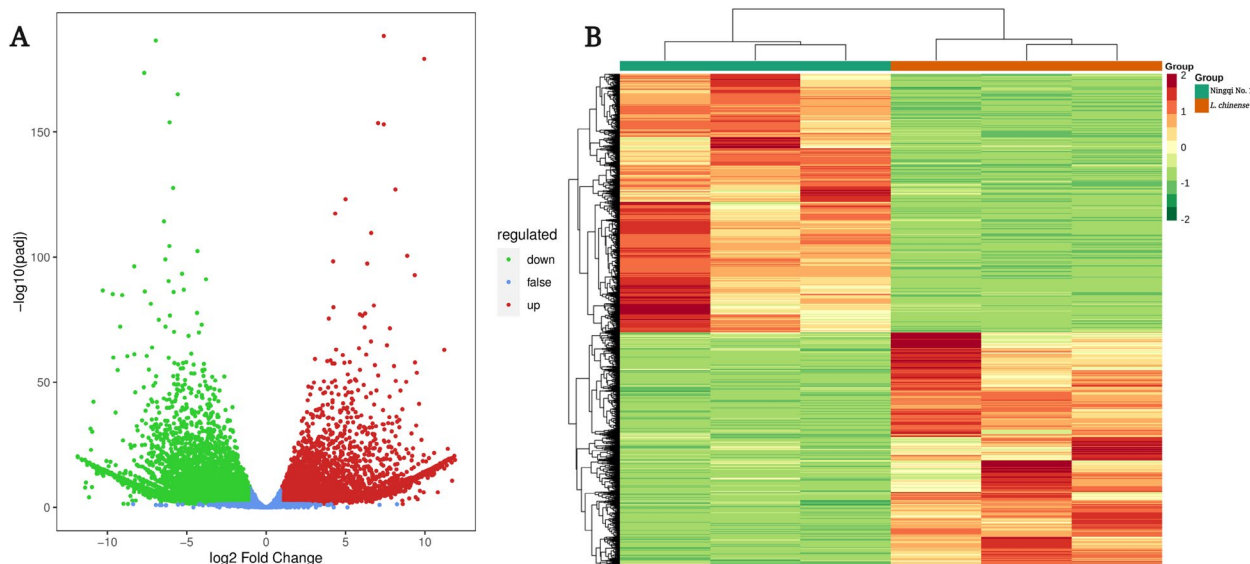 A
−log10(padj)
150
100
50
0
−10
−5
0
5
10
log2 Fold Change
regulated
down
false
up
B
Group
2
1
0
-1
-2
Group
Ningqi No. 1
L. chinense